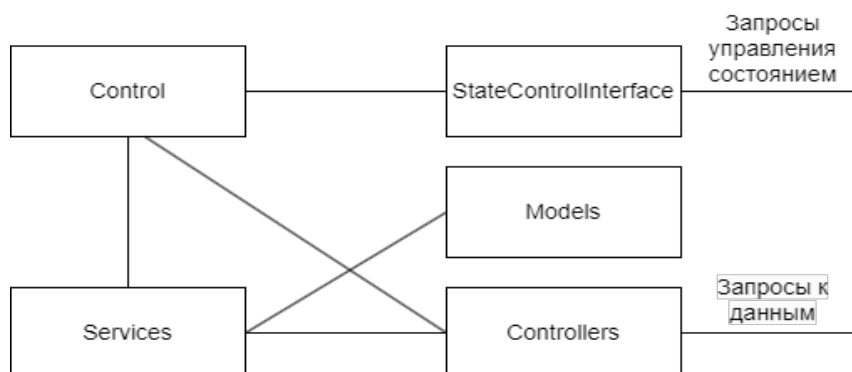 Запросы
управления
состоянием
Control
StateControlInterface
Models
Запросы к
данным
Services
Controllers